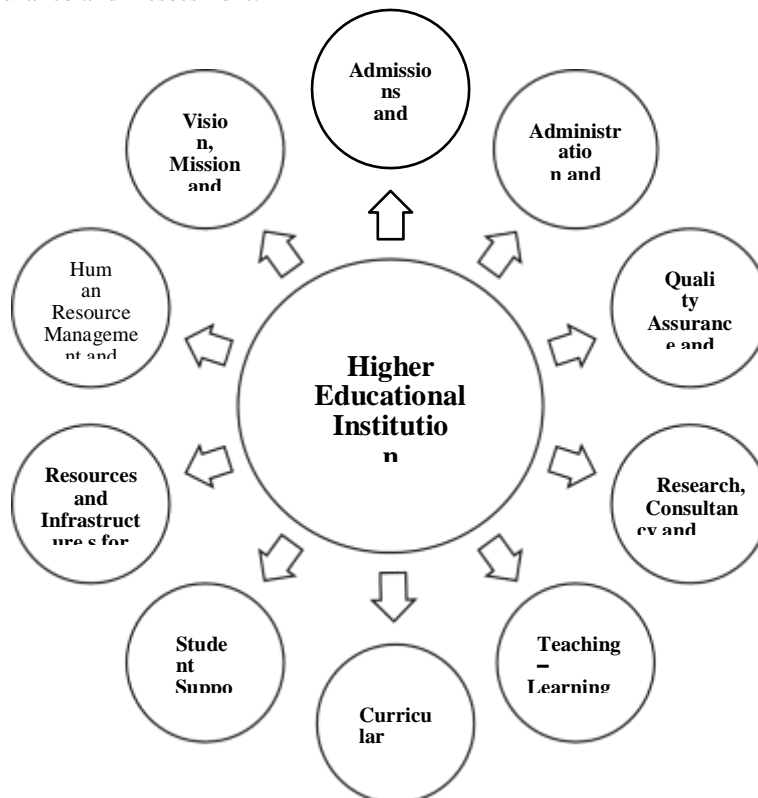 Admissio
ns
and
Visio
n,
Mission
and
Administr
atio
n and
Hum
an
Resource
Manageme
nt and
Quali
ty
Assuranc
e and
Higher
Educational
Institutio
n
Resources
and
Infrastruct
ure s for
Research,
Consultan
cy and
Stude
nt
Suppo
Teaching
–
Learning
Curricu
lar